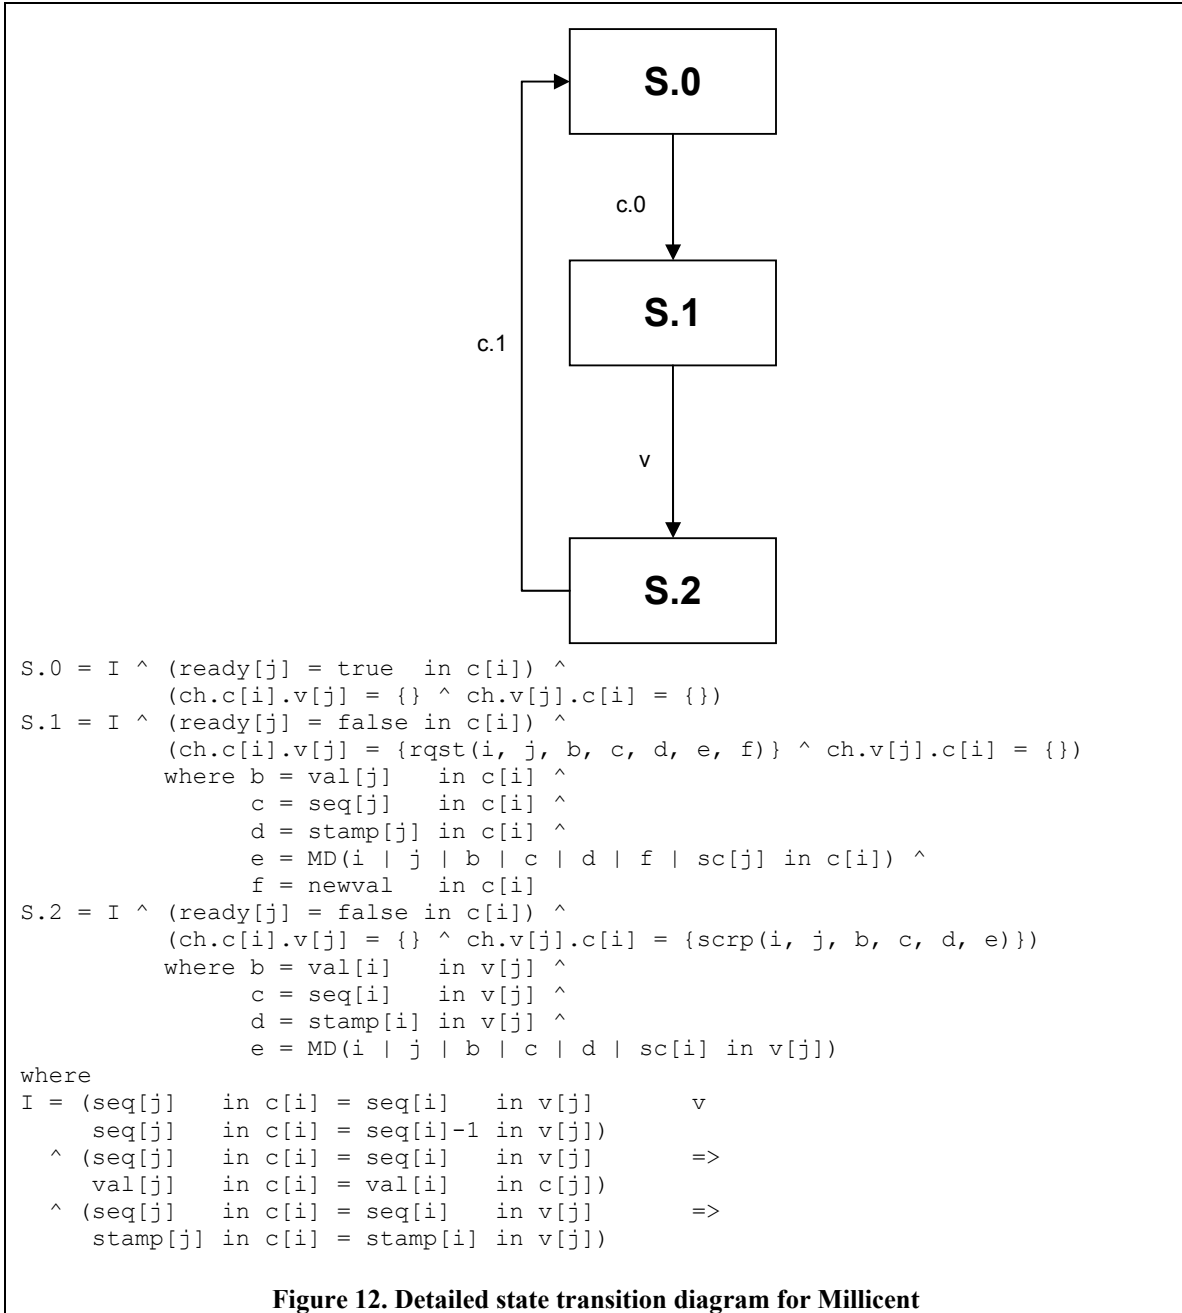 S.0
c.0
S.1
c.1
v
S.2
S.0 = I ^ (ready[j] = true  in c[i]) ^
          (ch.c[i].v[j] = {} ^ ch.v[j].c[i] = {})
S.1 = I ^ (ready[j] = false in c[i]) ^
          (ch.c[i].v[j] = {rqst(i, j, b, c, d, e, f)} ^ ch.v[j].c[i] = {})
          where b = val[j]   in c[i] ^
                c = seq[j]   in c[i] ^
                d = stamp[j] in c[i] ^
                e = MD(i | j | b | c | d | f | sc[j] in c[i]) ^
                f = newval   in c[i]
S.2 = I ^ (ready[j] = false in c[i]) ^
          (ch.c[i].v[j] = {} ^ ch.v[j].c[i] = {scrp(i, j, b, c, d, e)})
          where b = val[i]   in v[j] ^
                c = seq[i]   in v[j] ^
                d = stamp[i] in v[j] ^
                e = MD(i | j | b | c | d | sc[i] in v[j])
where
I = (seq[j]   in c[i] = seq[i]   in v[j]       v
     seq[j]   in c[i] = seq[i]-1 in v[j])
  ^ (seq[j]   in c[i] = seq[i]   in v[j]       =>
     val[j]   in c[i] = val[i]   in c[j])
  ^ (seq[j]   in c[i] = seq[i]   in v[j]       =>
     stamp[j] in c[i] = stamp[i] in v[j])
Figure 12. Detailed state transition diagram for Millicent